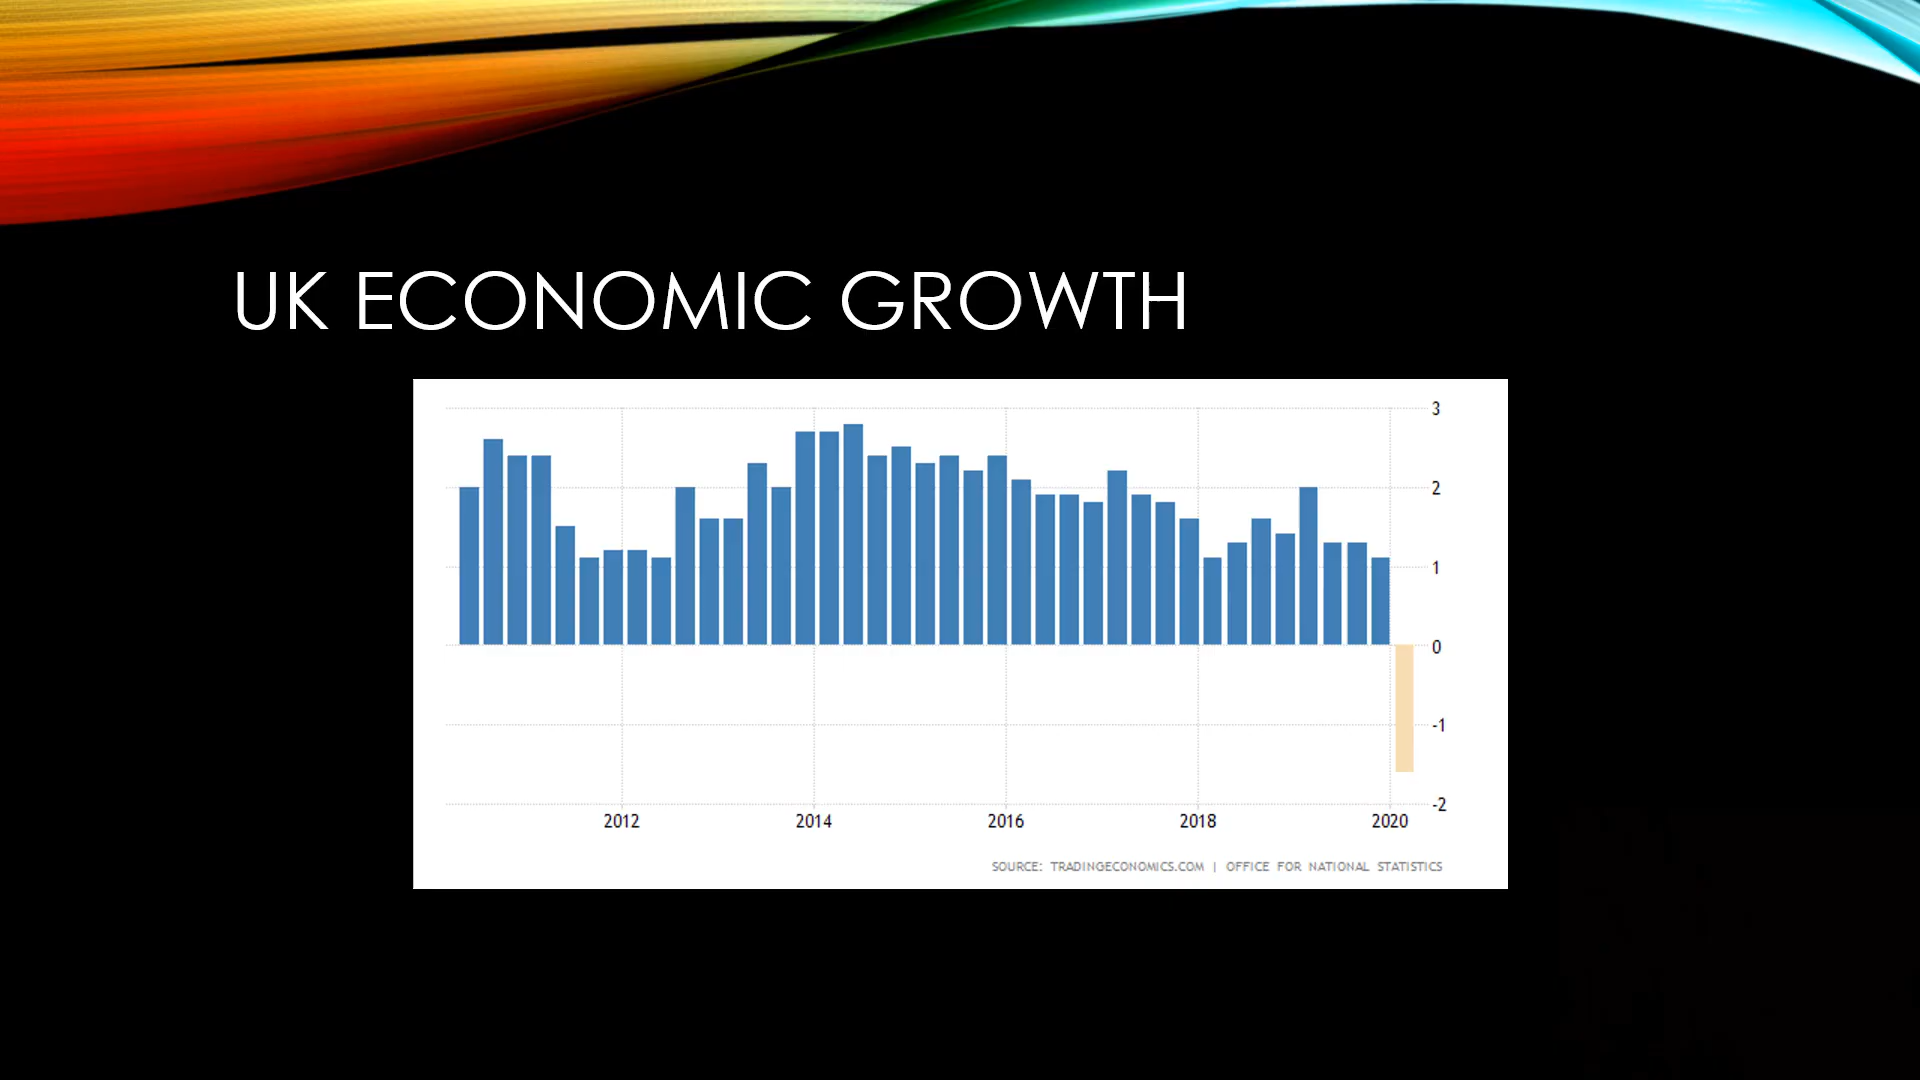 UK ECONOMIC GROWTH
3
2
1
0
-1
-2
2012 2014 2016 2018 2020
SOURCE: TRADINGECONOMICS.COM | OFFICE FOR NATIONAL STATISTICS